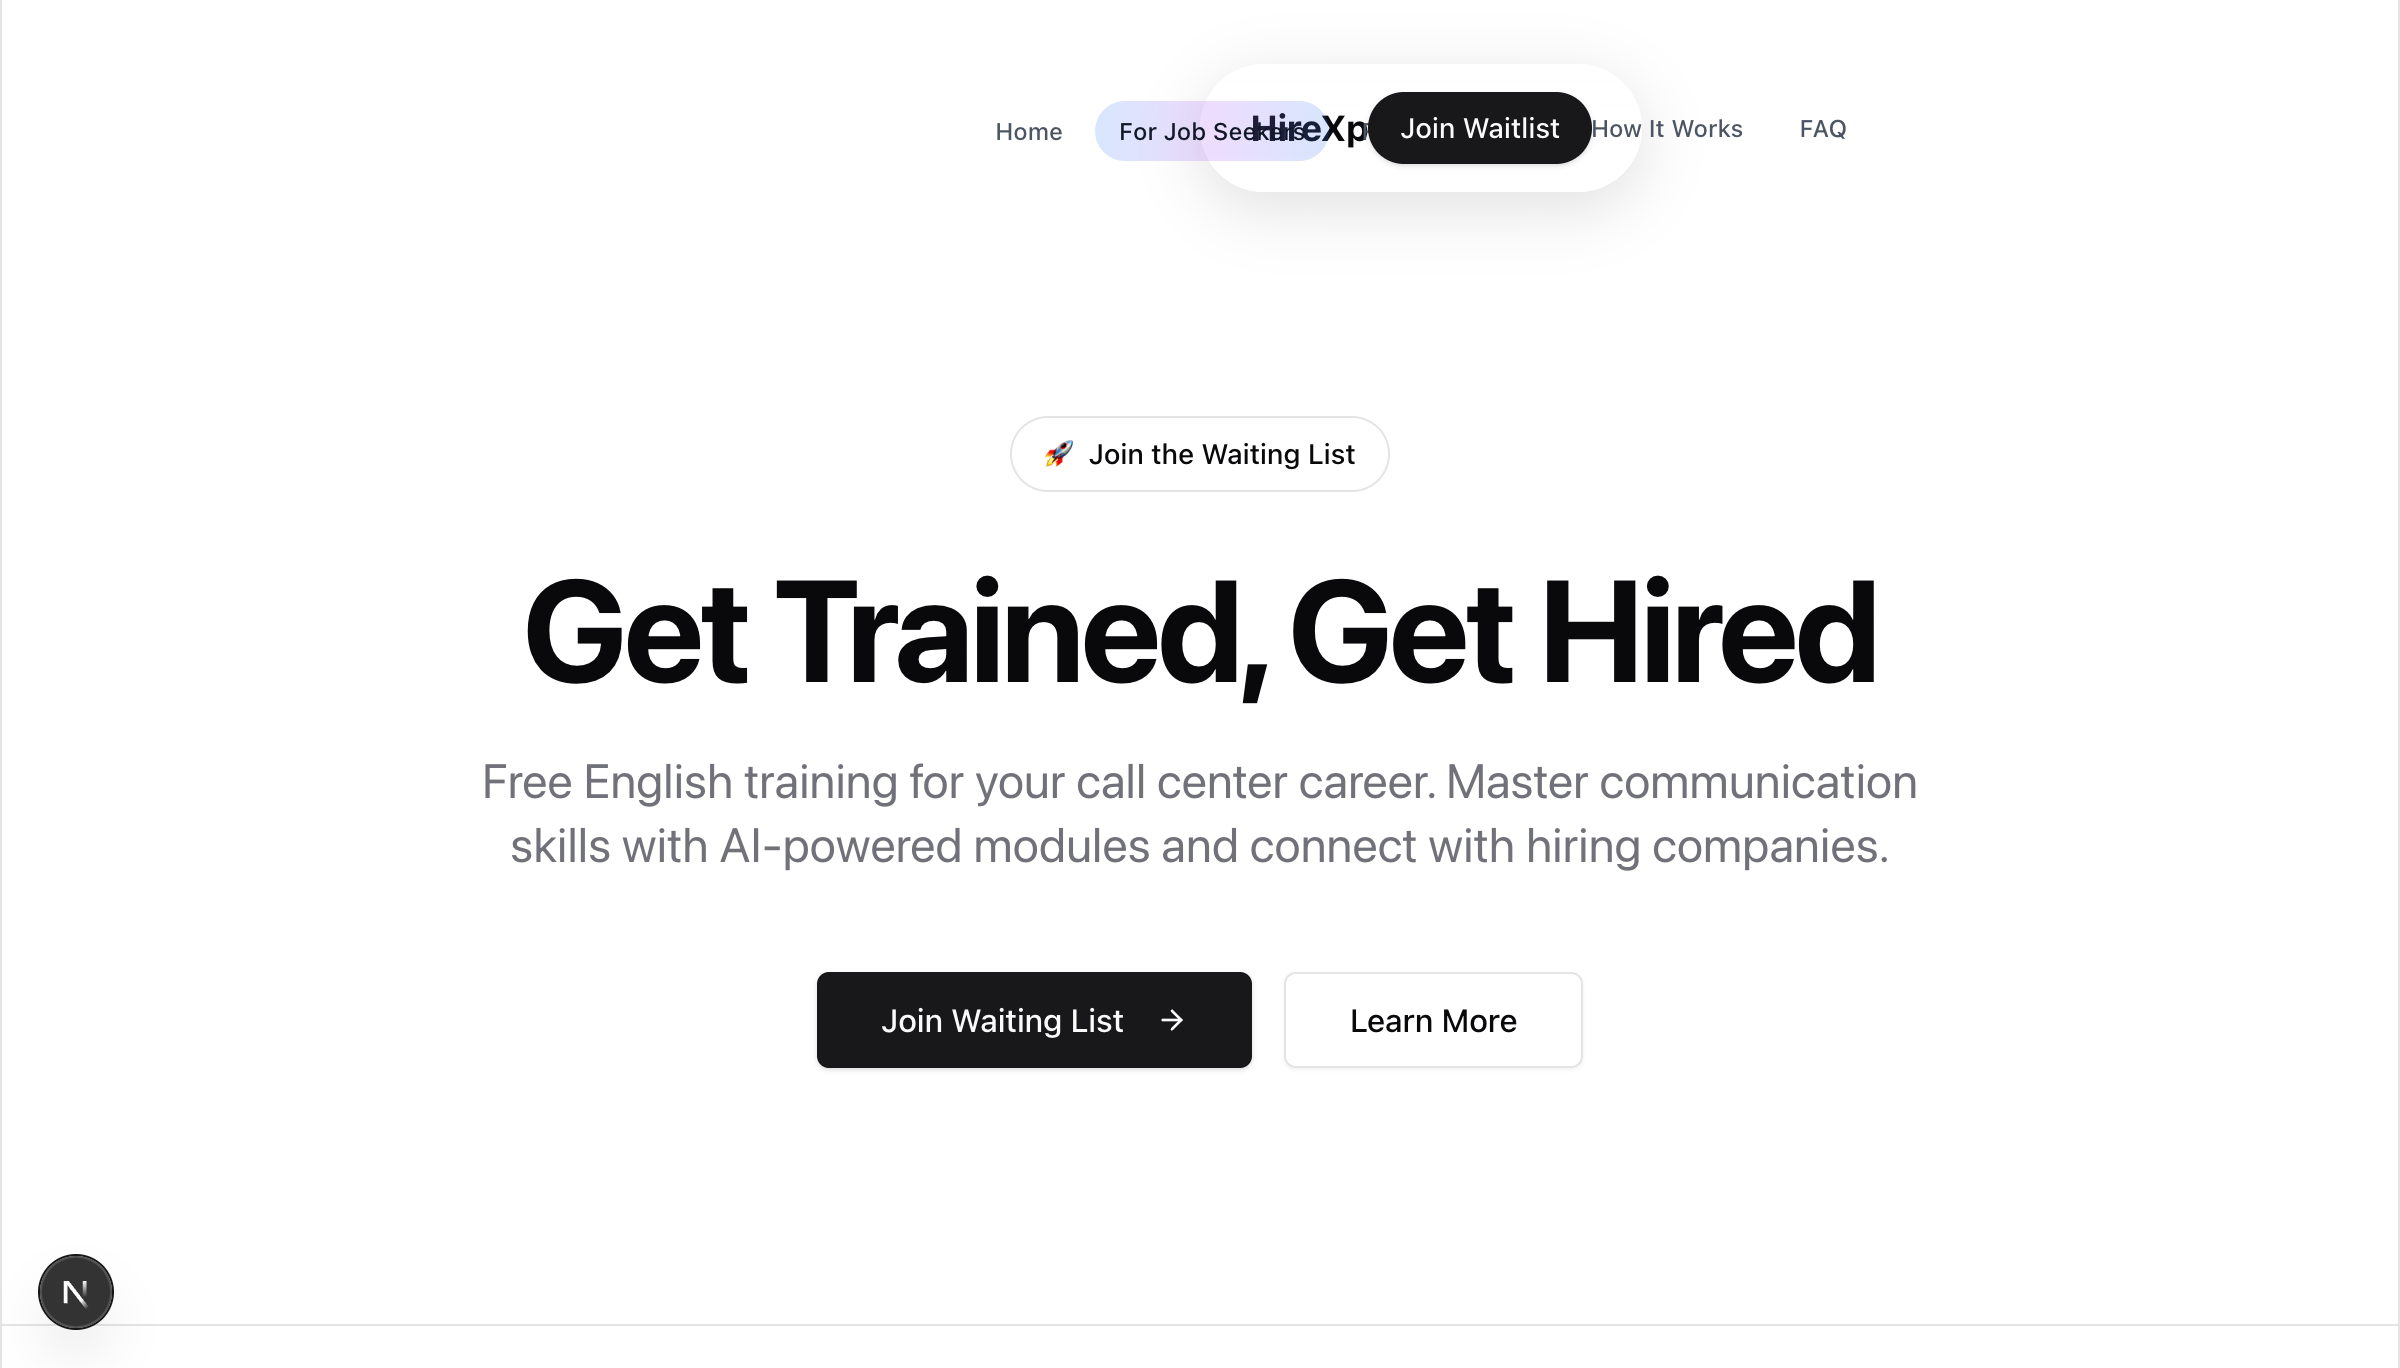 Home
For Job Seekers
HireXp
Join Waitlist
How It Works
FAQ
🚀 Join the Waiting List
Get Trained, Get Hired
Free English training for your call center career. Master communication
skills with AI-powered modules and connect with hiring companies.
Join Waiting List →
Learn More
N